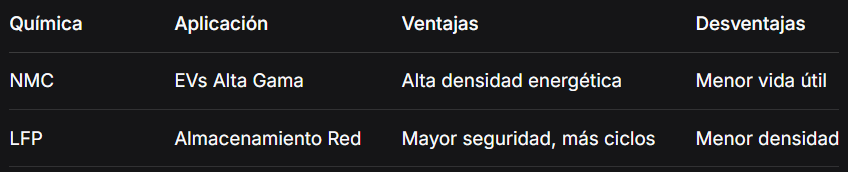 Química Aplicación Ventajas Desventajas
NMC EVs Alta Gama Alta densidad energética Menor vida útil
LFP Almacenamiento Red Mayor seguridad, más ciclos Menor densidad